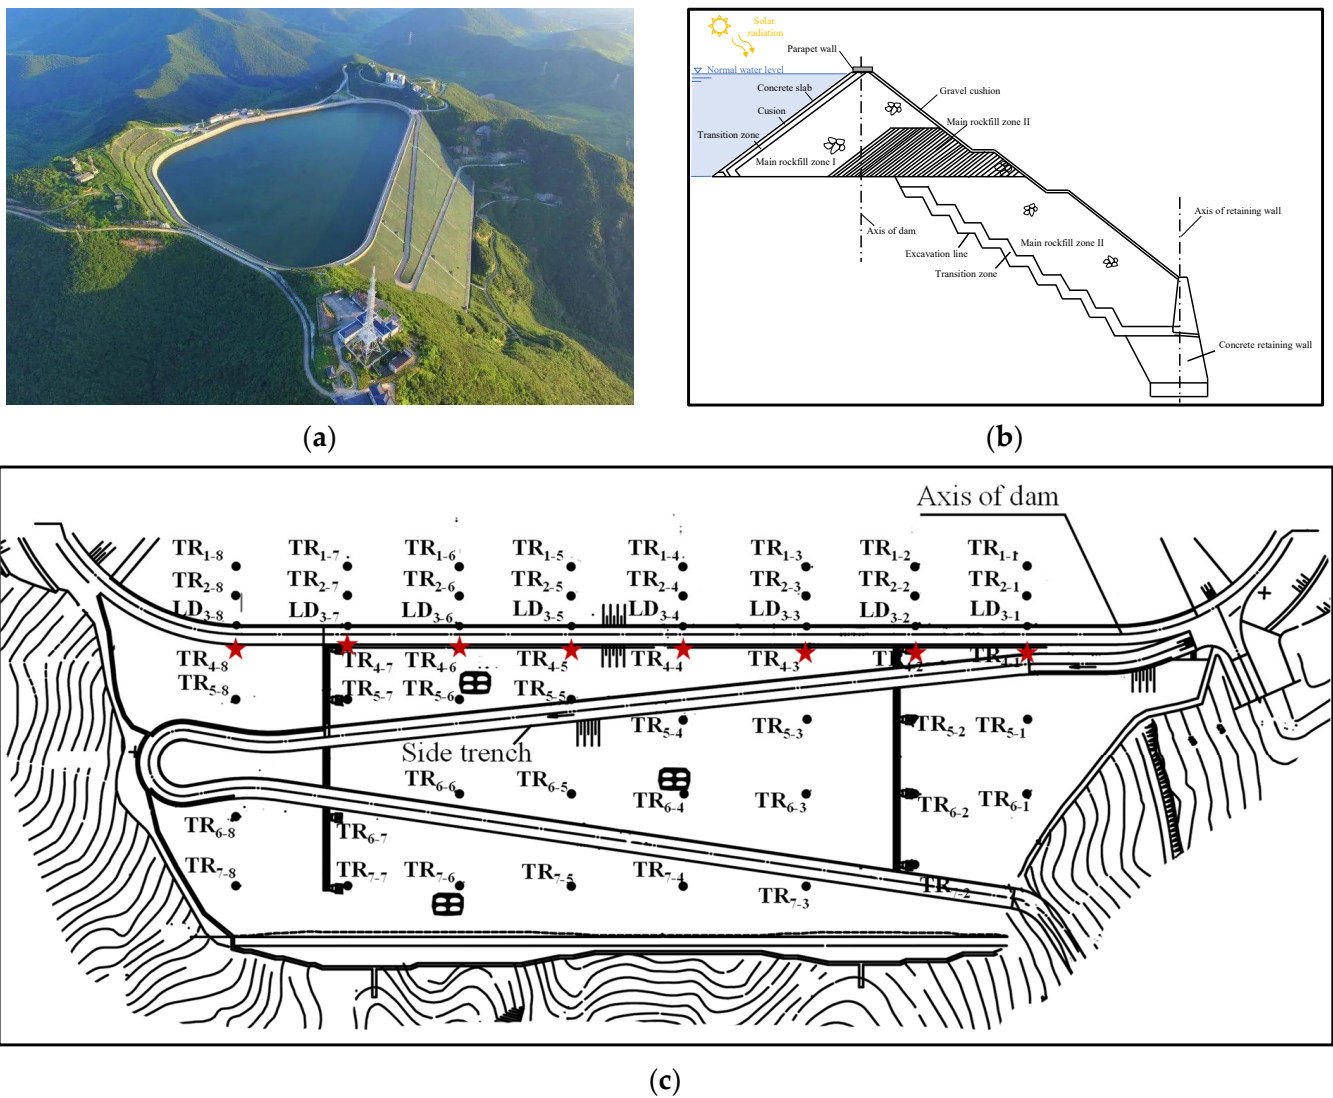 Solar
radiation
Parapet wall
Normal water level
Concrete slab
Gravel cushion
Cusion
Main rockfill zone II
Transition zone
Main rockfill zone I
Axis of retaining wall
Axis of dam
Main rockfill zone II
Excavation line
Transition zone
Concrete retaining wall
(a)
(b)
Axis of dam
TR1-8 TR1-7 TR1-6 TR1-5 TR1-4 TR1-3 TR1-2 TR1-1
TR2-8 TR2-7 TR2-6 TR2-5 TR2-4 TR2-3 TR2-2 TR2-1
LD3-8 LD3-7 LD3-6 LD3-5 LD3-4 LD3-3 LD3-2 LD3-1
TR4-8 TR4-7 TR4-6 TR4-5 TR4-4 TR4-3 TR4-2 TR4-1
TR5-8 TR5-7 TR5-6 TR5-5
TR5-4 TR5-3 TR5-2 TR5-1
Side trench
TR6-6 TR6-5 TR6-4 TR6-3 TR6-2 TR6-1
TR6-8 TR6-7
TR7-8 TR7-7 TR7-6 TR7-5 TR7-4 TR7-3 TR7-2
(c)